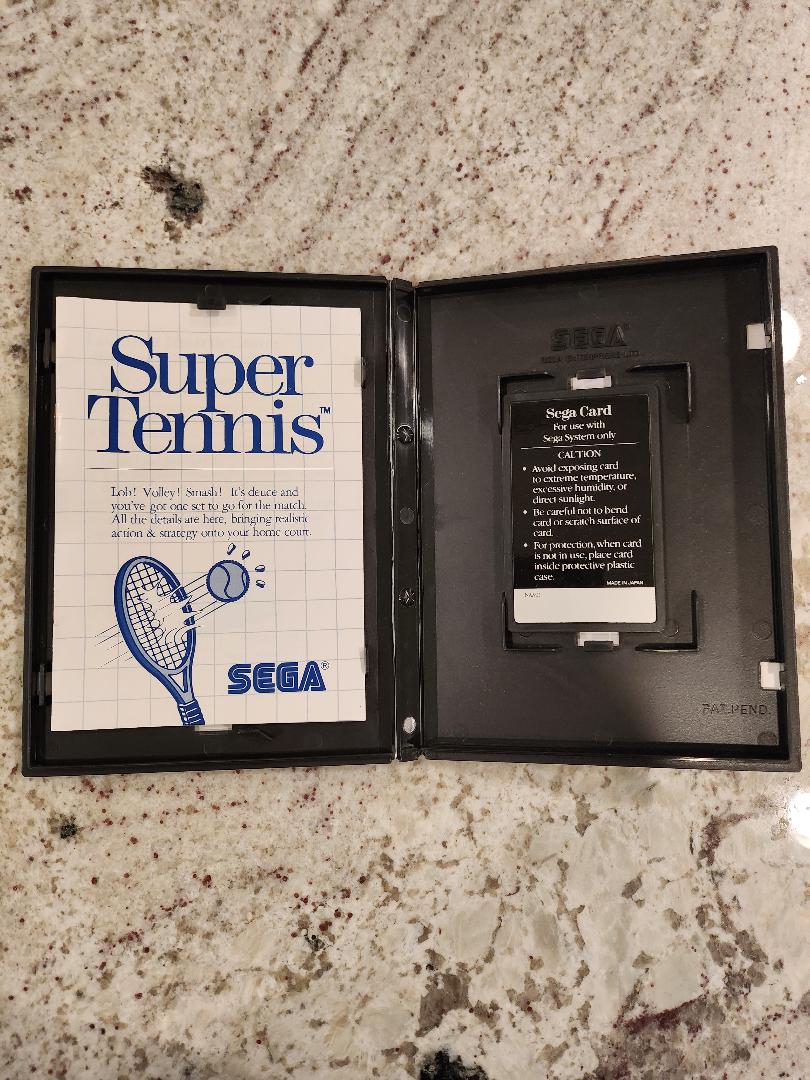 Super
Tennis™
Lob! Volley! Smash! It's deuce and
you've got one set to go for the match.
All the details are here, bringing realistic
action & strategy onto your home court.
SEGA®
SEGA®
SEGA ENTERPRISES LTD.
Sega Card
For use with
Sega System only
CAUTION
• Avoid exposing card
to extreme temperature,
excessive humidity, or
direct sunlight.
• Be careful not to bend
card or scratch surface of
card.
• For protection, when card
is not in use, place card
inside protective plastic
case.
MADE IN JAPAN
NAME:
PAT. PEND.